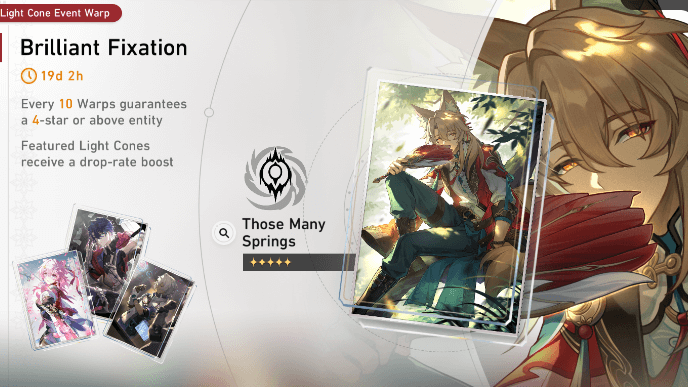 Light Cone Event Warp
Brilliant Fixation
19d 2h
Every 10 Warps guarantees
a 4-star or above entity
Featured Light Cones
receive a drop-rate boost
Those Many
Springs